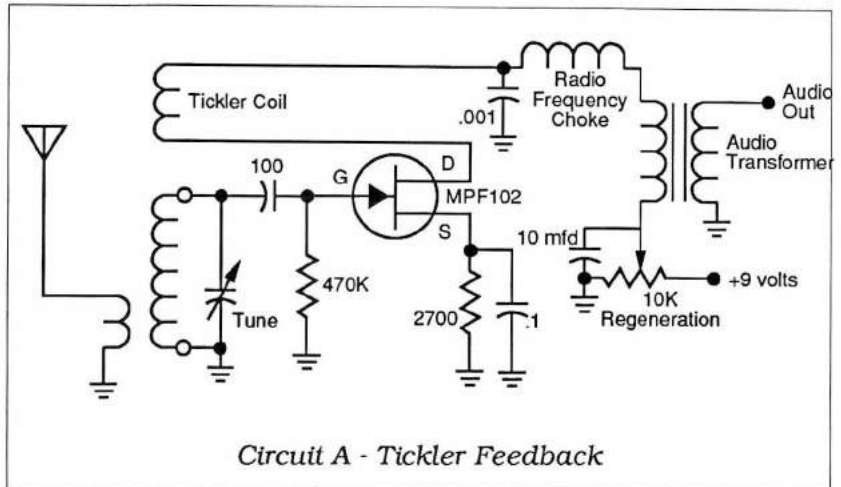 Tickler Coil
.001
Radio
Frequency
Choke
Audio
Out
Audio
Transformer
100
G
D
MPF102
S
10 mfd
+9 volts
10K
Regeneration
470K
Tune
2700
.1
Circuit A - Tickler Feedback